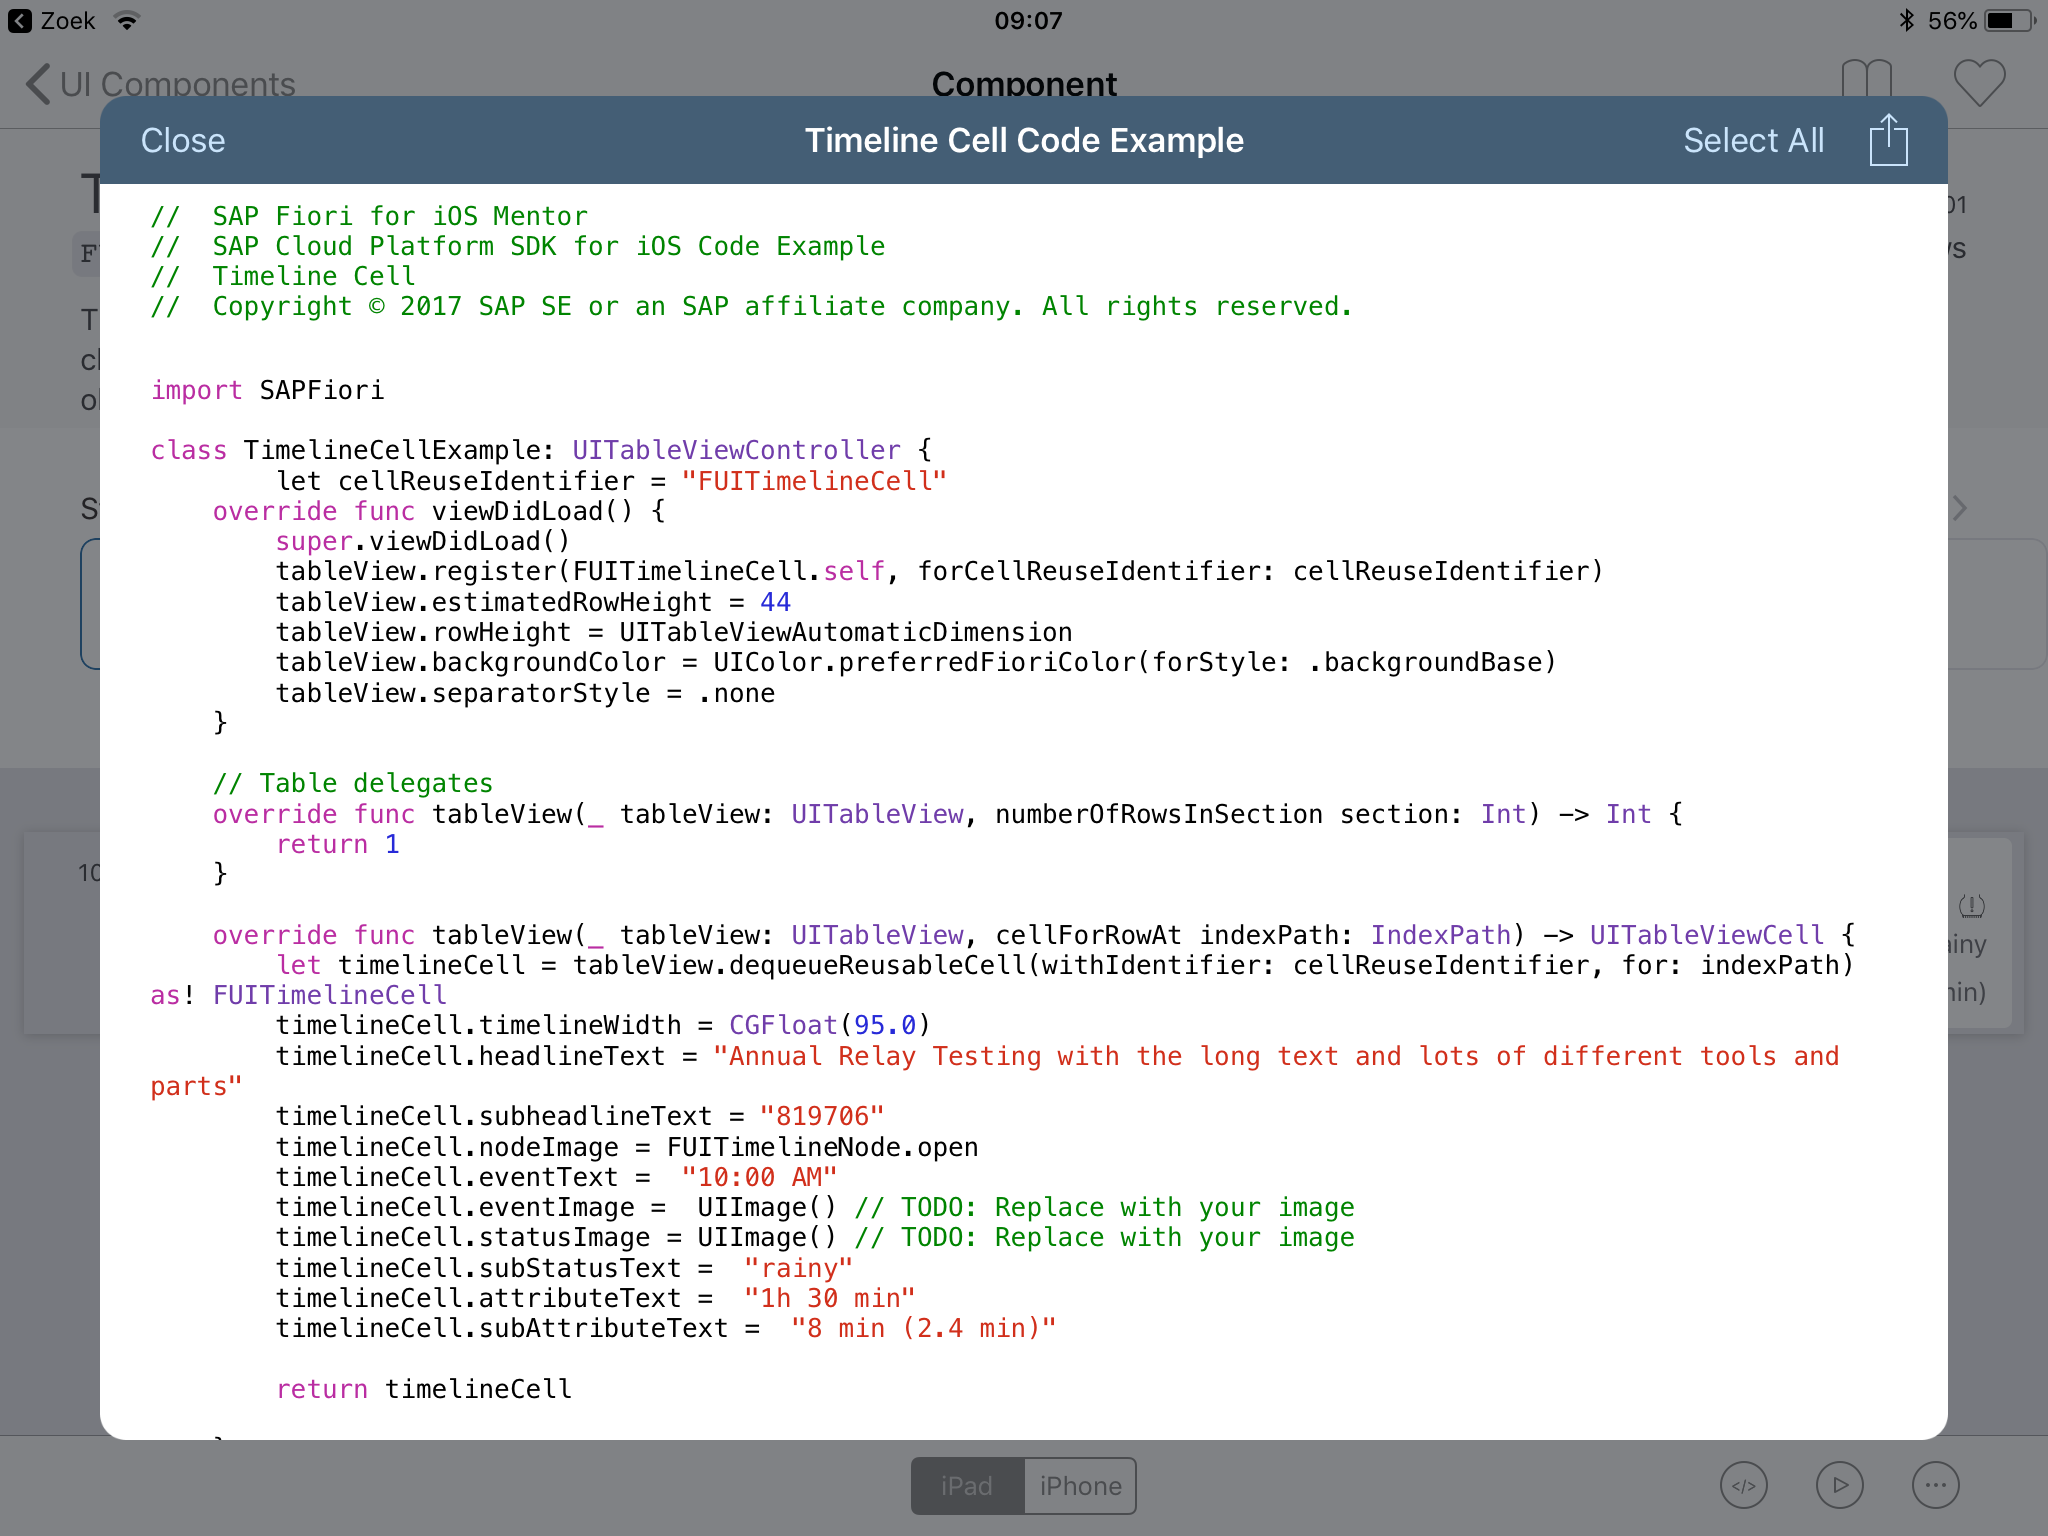 Zoek
09:07
56%
UI Components
Component
Close
Timeline Cell Code Example
Select All
//  SAP Fiori for iOS Mentor
//  SAP Cloud Platform SDK for iOS Code Example
//  Timeline Cell
//  Copyright © 2017 SAP SE or an SAP affiliate company. All rights reserved.
import SAPFiori
class TimelineCellExample: UITableViewController {
        let cellReuseIdentifier = "FUITimelineCell"
    override func viewDidLoad() {
        super.viewDidLoad()
        tableView.register(FUITimelineCell.self, forCellReuseIdentifier: cellReuseIdentifier)
        tableView.estimatedRowHeight = 44
        tableView.rowHeight = UITableViewAutomaticDimension
        tableView.backgroundColor = UIColor.preferredFioriColor(forStyle: .backgroundBase)
        tableView.separatorStyle = .none
    }
    // Table delegates
    override func tableView(_ tableView: UITableView, numberOfRowsInSection section: Int) -> Int {
        return 1
    }
    override func tableView(_ tableView: UITableView, cellForRowAt indexPath: IndexPath) -> UITableViewCell {
        let timelineCell = tableView.dequeueReusableCell(withIdentifier: cellReuseIdentifier, for: indexPath)
as! FUITimelineCell
        timelineCell.timelineWidth = CGFloat(95.0)
        timelineCell.headlineText = "Annual Relay Testing with the long text and lots of different tools and
parts"
        timelineCell.subheadlineText = "819706"
        timelineCell.nodeImage = FUITimelineNode.open
        timelineCell.eventText =  "10:00 AM"
        timelineCell.eventImage =  UIImage() // TODO: Replace with your image
        timelineCell.statusImage = UIImage() // TODO: Replace with your image
        timelineCell.subStatusText =  "rainy"
        timelineCell.attributeText =  "1h 30 min"
        timelineCell.subAttributeText =  "8 min (2.4 min)"
        return timelineCell
iPad
iPhone